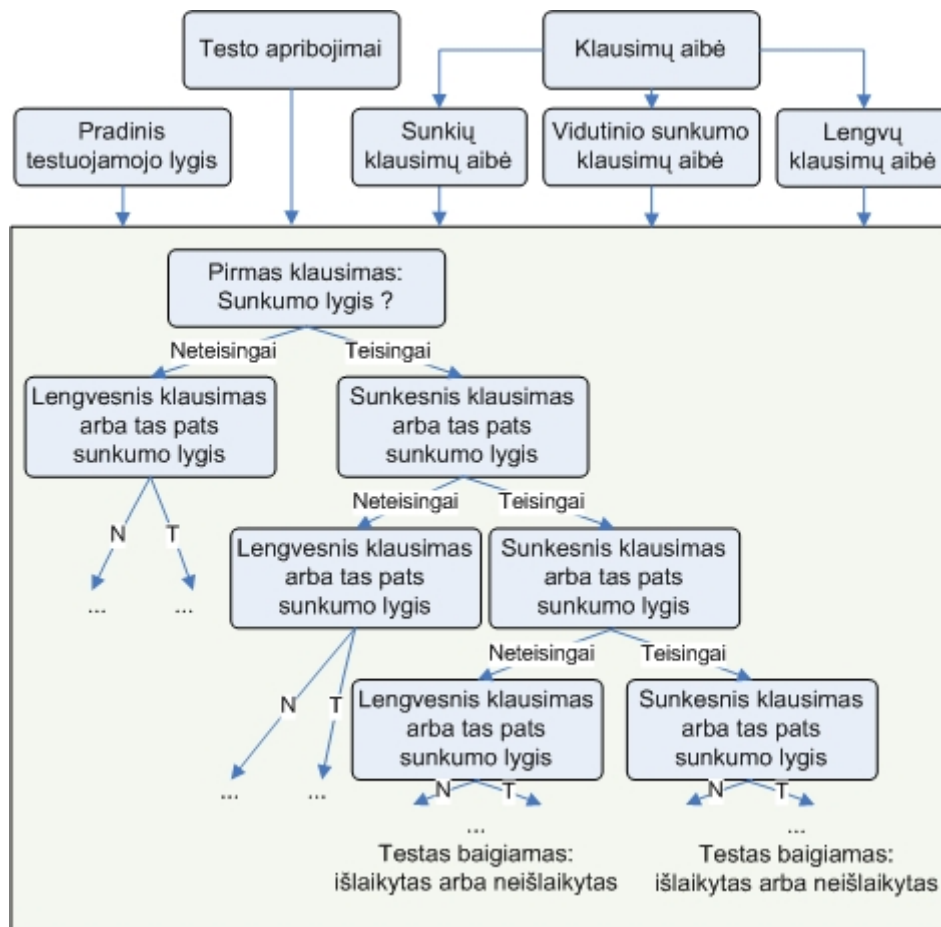 Testo apribojimai
Klausimų aibė
Pradinis
testuojamojo lygis
Sunkių
klausimų aibė
Vidutinio sunkumo
klausimų aibė
Lengvų
klausimų aibė
Pirmas klausimas:
Sunkumo lygis ?
Neteisingai
Teisingai
Lengvesnis klausimas
arba tas pats
sunkumo lygis
Sunkesnis klausimas
arba tas pats
sunkumo lygis
N
T
...
...
Neteisingai
Teisingai
Lengvesnis klausimas
arba tas pats
sunkumo lygis
Sunkesnis klausimas
arba tas pats
sunkumo lygis
N
T
...
...
Neteisingai
Teisingai
Lengvesnis klausimas
arba tas pats
sunkumo lygis
Sunkesnis klausimas
arba tas pats
sunkumo lygis
N
T
...
Testas baigiamas:
išlaikytas arba neišlaikytas
N
T
...
Testas baigiamas:
išlaikytas arba neišlaikytas